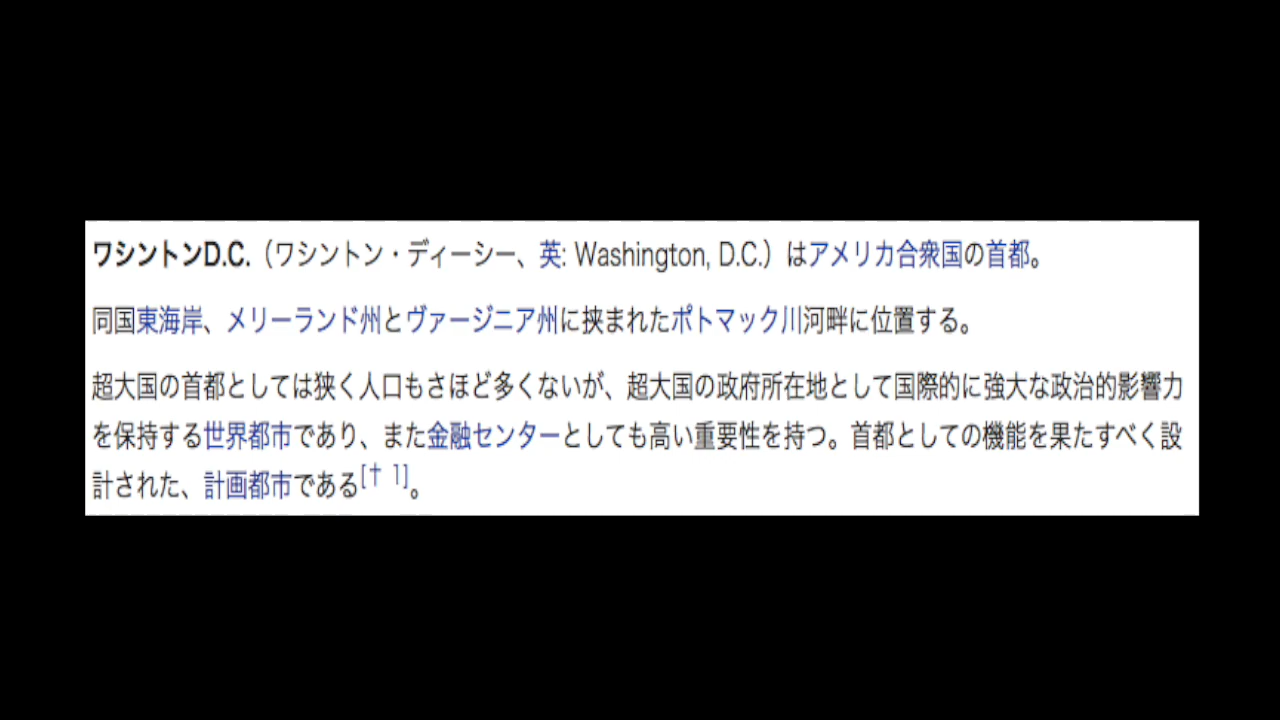 ワシントンD.C.（ワシントン・ディーシー、英: Washington, D.C.）はアメリカ合衆国の首都。
同国東海岸、メリーランド州とヴァージニア州に挟まれたポトマック川河畔に位置する。
超大国の首都としては狭く人口もさほど多くないが、超大国の政府所在地として国際的に強大な政治的影響力
を保持する世界都市であり、また金融センターとしても高い重要性を持つ。首都としての機能を果たすべく設
計された、計画都市である[† 1]。